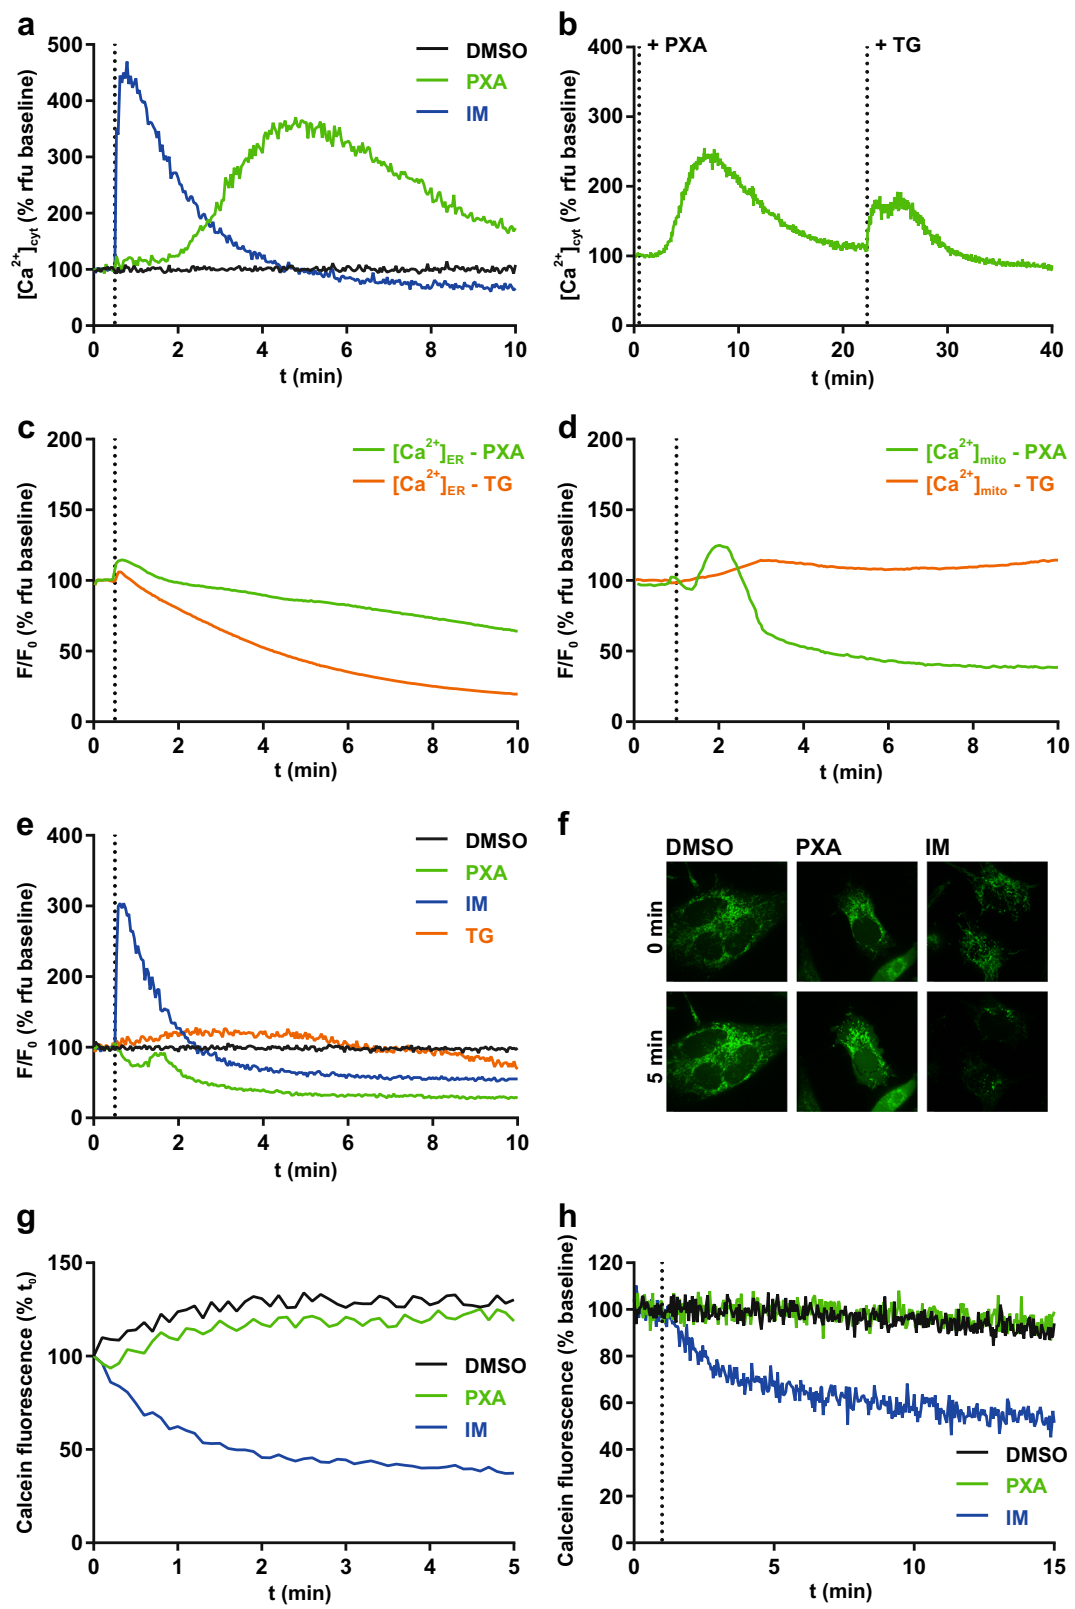 a
500
400
300
200
100
0
[Ca²⁺]cyt (% rfu baseline)
DMSO
PXA
IM
0 2 4 6 8 10
t (min)
b
+ PXA
+ TG
400
300
200
100
0
[Ca²⁺]cyt (% rfu baseline)
0 10 20 30 40
t (min)
c
200
150
100
50
0
F/F₀ (% rfu baseline)
[Ca²⁺]ER - PXA
[Ca²⁺]ER - TG
0 2 4 6 8 10
t (min)
d
200
150
100
50
0
F/F₀ (% rfu baseline)
[Ca²⁺]mito - PXA
[Ca²⁺]mito - TG
0 2 4 6 8 10
t (min)
e
400
300
200
100
0
F/F₀ (% rfu baseline)
DMSO
PXA
IM
TG
0 2 4 6 8 10
t (min)
f
DMSO PXA IM
0 min
5 min
g
150
100
50
0
Calcein fluorescence (% t₀)
DMSO
PXA
IM
0 1 2 3 4 5
t (min)
h
120
100
80
60
40
20
0
Calcein fluorescence (% baseline)
DMSO
PXA
IM
0 5 10 15
t (min)